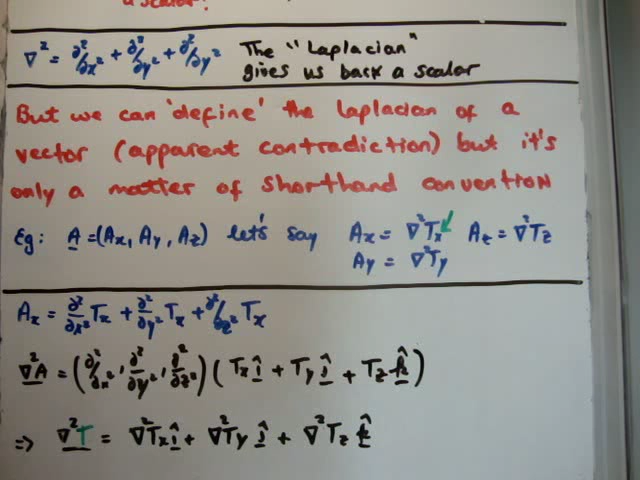 a scalar?
∇² = ∂²/∂x² + ∂²/∂y² + ∂²/∂y² The "Laplacian"
gives us back a scalar
But we can 'define' the laplacian of a
vector (apparent contradiction) but it's
only a matter of shorthand convention
Eg: A = (Ax, Ay, Az) let's say Ax = ∇²Tx Az = ∇²Tz
Ay = ∇²Ty
Ax = ∂²/∂x² Tx + ∂²/∂y² Tx + ∂²/∂z² Tx
∇²A = (∂²/∂x², ∂²/∂y², ∂²/∂z²)(Tx î + Ty ĵ + Tz k̂)
=> ∇²T = ∇²Tx î + ∇²Ty ĵ + ∇²Tz k̂